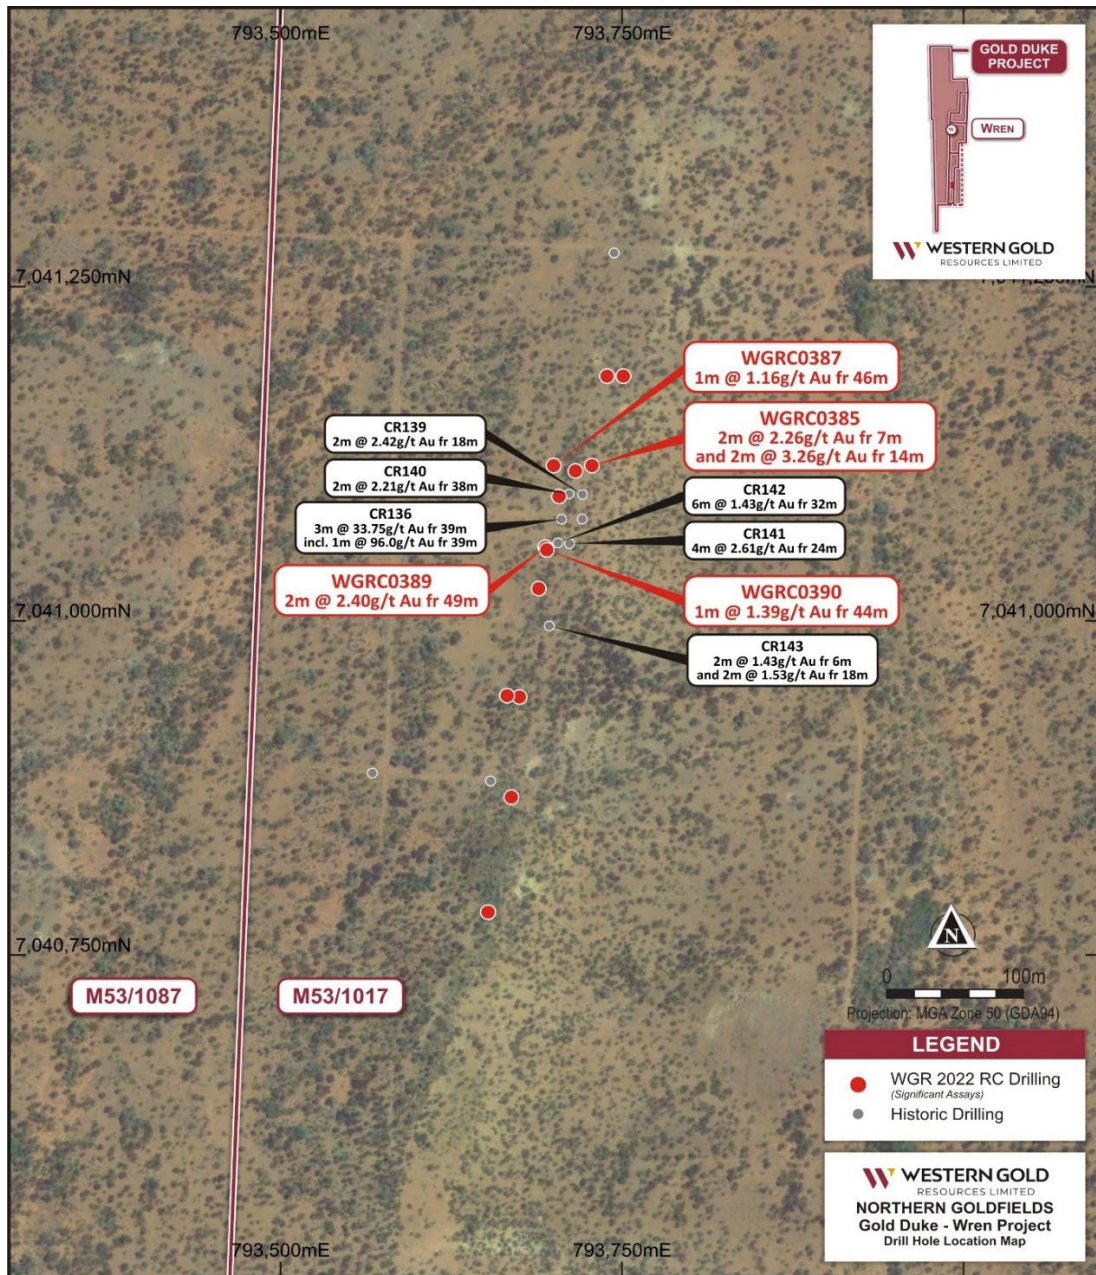 793,500mE
793,750mE
GOLD DUKE
PROJECT
WREN
WESTERN GOLD
RESOURCES LIMITED
7,041,250mN
WGRC0387
1m @ 1.16g/t Au fr 46m
WGRC0385
2m @ 2.26g/t Au fr 7m
and 2m @ 3.26g/t Au fr 14m
CR139
2m @ 2.42g/t Au fr 18m
CR140
2m @ 2.21g/t Au fr 38m
CR142
6m @ 1.43g/t Au fr 32m
CR136
3m @ 33.75g/t Au fr 39m
incl. 1m @ 96.0g/t Au fr 39m
CR141
4m @ 2.61g/t Au fr 24m
WGRC0389
2m @ 2.40g/t Au fr 49m
WGRC0390
1m @ 1.39g/t Au fr 44m
7,041,000mN
7,041,000mN
CR143
2m @ 1.43g/t Au fr 6m
and 2m @ 1.53g/t Au fr 18m
7,040,750mN
N
M53/1087
M53/1017
0 100m
Projection: MGA Zone 50 (GDA94)
LEGEND
WGR 2022 RC Drilling
(Significant Assays)
Historic Drilling
WESTERN GOLD
RESOURCES LIMITED
NORTHERN GOLDFIELDS
Gold Duke - Wren Project
Drill Hole Location Map
793,500mE
793,750mE